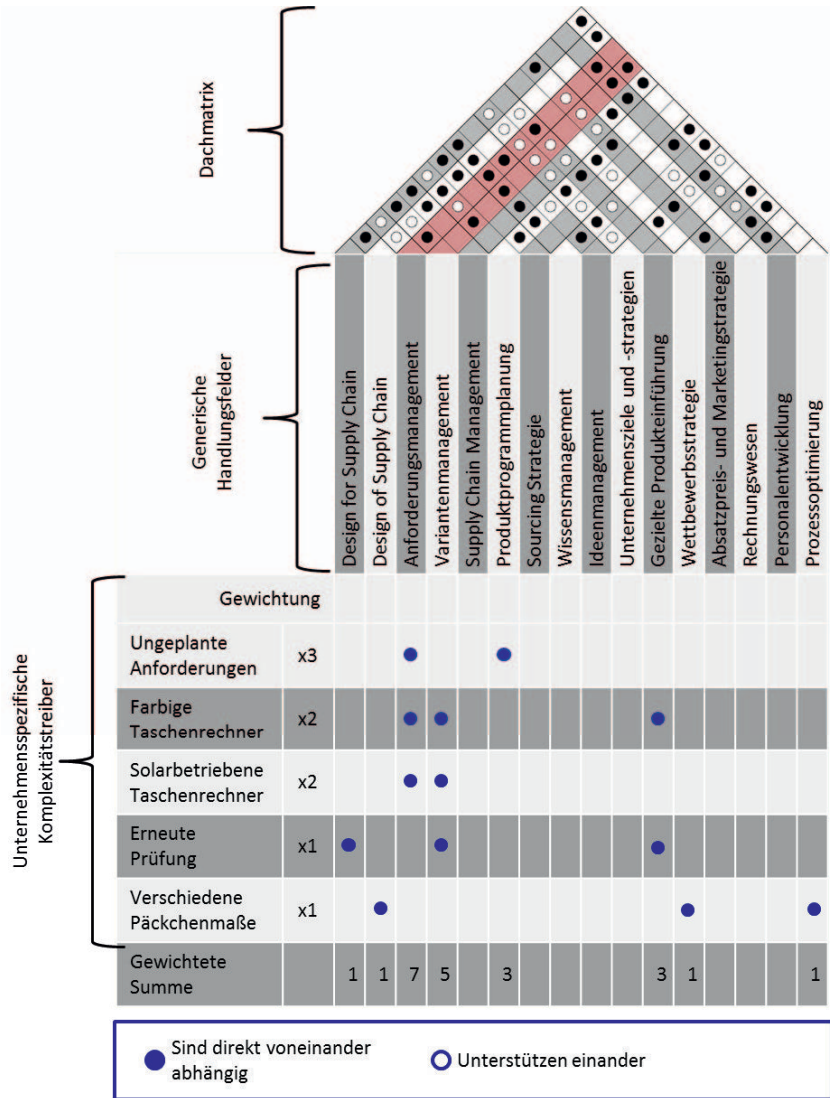 Dachmatrix
Generische
Handlungsfelder
Design for Supply Chain
Design of Supply Chain
Anforderungsmanagement
Variantenmanagement
Supply Chain Management
Produktprogrammplanung
Sourcing Strategie
Wissensmanagement
Ideenmanagement
Unternehmensziele und -strategien
Gezielte Produkteinführung
Wettbewerbsstrategie
Absatzpreis- und Marketingstrategie
Rechnungswesen
Personalentwicklung
Prozessoptimierung
Unternehmensspezifische
Komplexitätstreiber
Gewichtung
Ungeplante
Anforderungen
x3
Farbige
Taschenrechner
x2
Solarbetriebene
Taschenrechner
x2
Erneute
Prüfung
x1
Verschiedene
Päckchenmaße
x1
Gewichtete
Summe
1 1 7 5 3 3 1 1
Sind direkt voneinander
abhängig
Unterstützen einander